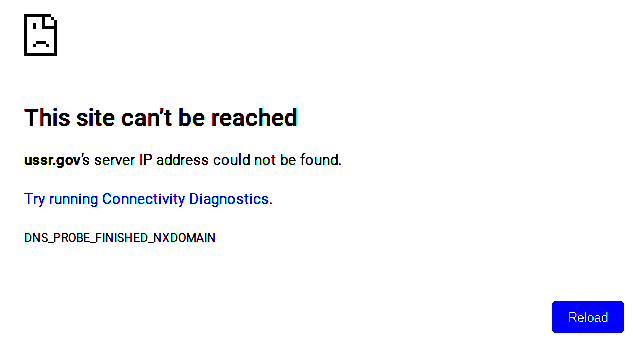 This site can’t be reached
ussr.gov’s server IP address could not be found.
Try running Connectivity Diagnostics.
DNS_PROBE_FINISHED_NXDOMAIN
Reload